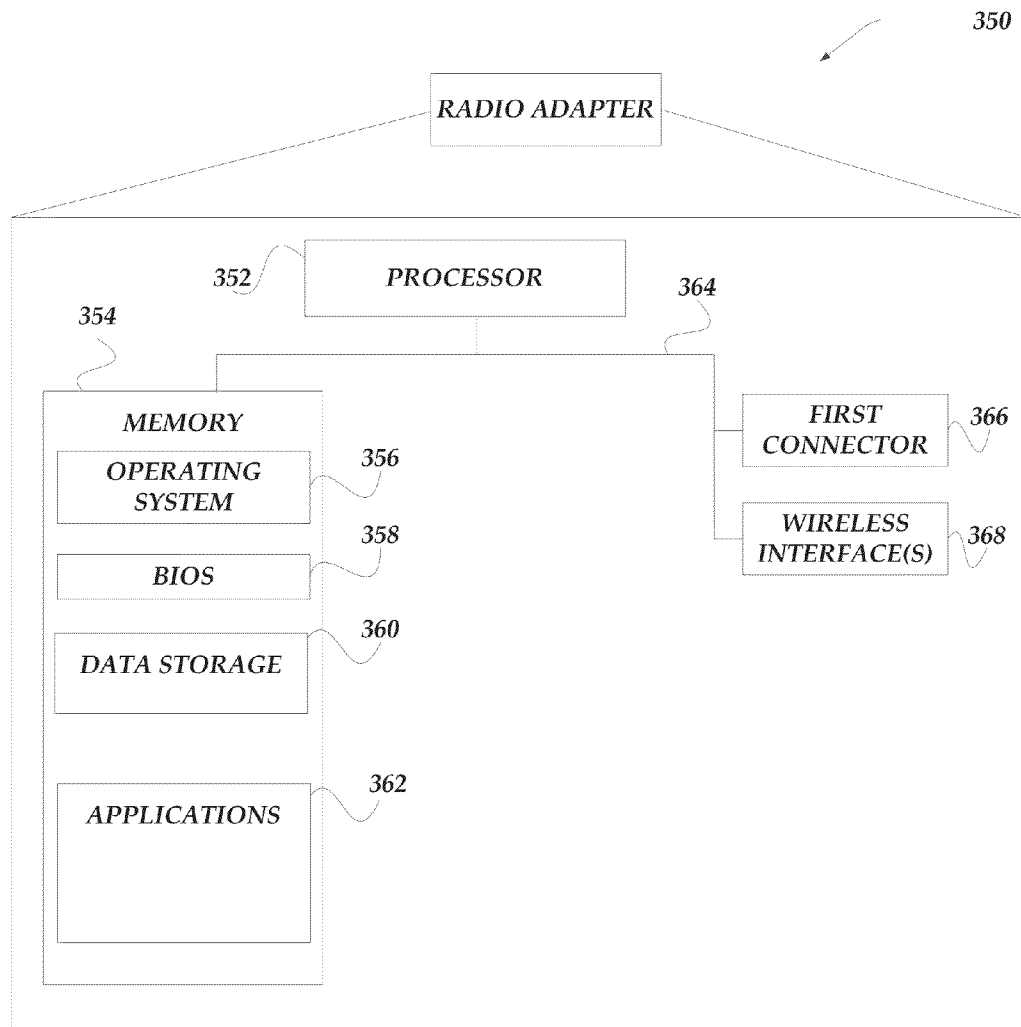 350
RADIO ADAPTER
352
PROCESSOR
364
354
MEMORY
FIRST
CONNECTOR
366
OPERATING
SYSTEM
356
WIRELESS
INTERFACE(S)
368
BIOS
358
DATA STORAGE
360
APPLICATIONS
362